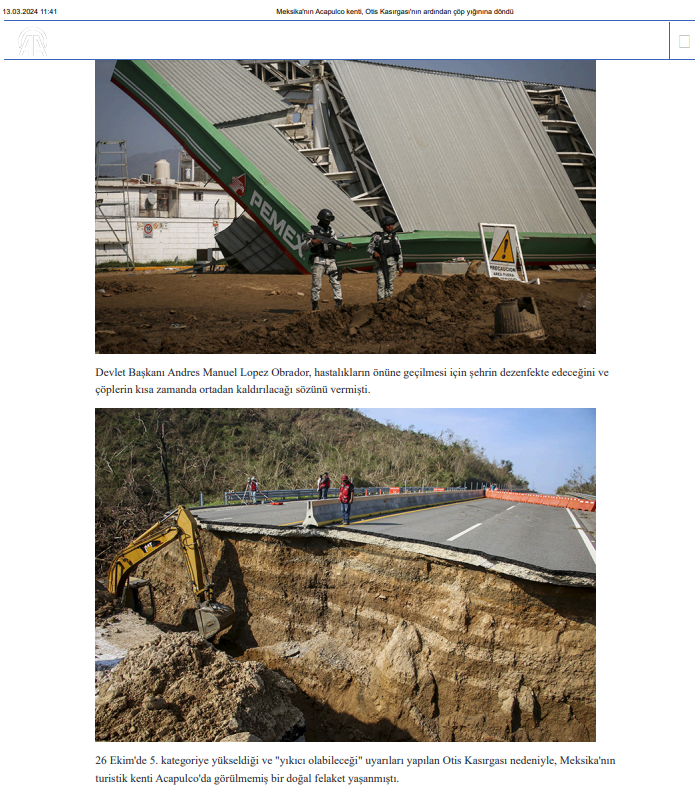 13.03.2024 11:41
Meksika'nın Acapulco kenti, Otis Kasırgası'nın ardından çöp yığınına döndü
PEMEX
PRECAUCION
Devlet Başkanı Andres Manuel Lopez Obrador, hastalıkların önüne geçilmesi için şehrin dezenfekte edeceğini ve
çöplerin kısa zamanda ortadan kaldırılacağı sözünü vermişti.
26 Ekim'de 5. kategoriye yükseldiği ve "yıkıcı olabileceği" uyarıları yapılan Otis Kasırgası nedeniyle, Meksika'nın
turistik kenti Acapulco'da görülmemiş bir doğal felaket yaşanmıştı.